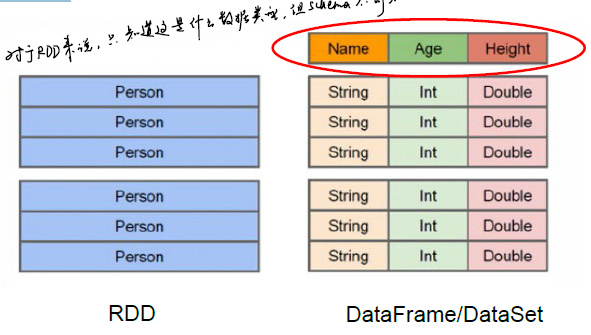 对于RDD来说，只知道这是什么数据类型，但schema不
Name Age Height
Person String Int Double
Person String Int Double
Person String Int Double
Person String Int Double
Person String Int Double
Person String Int Double
RDD DataFrame/DataSet